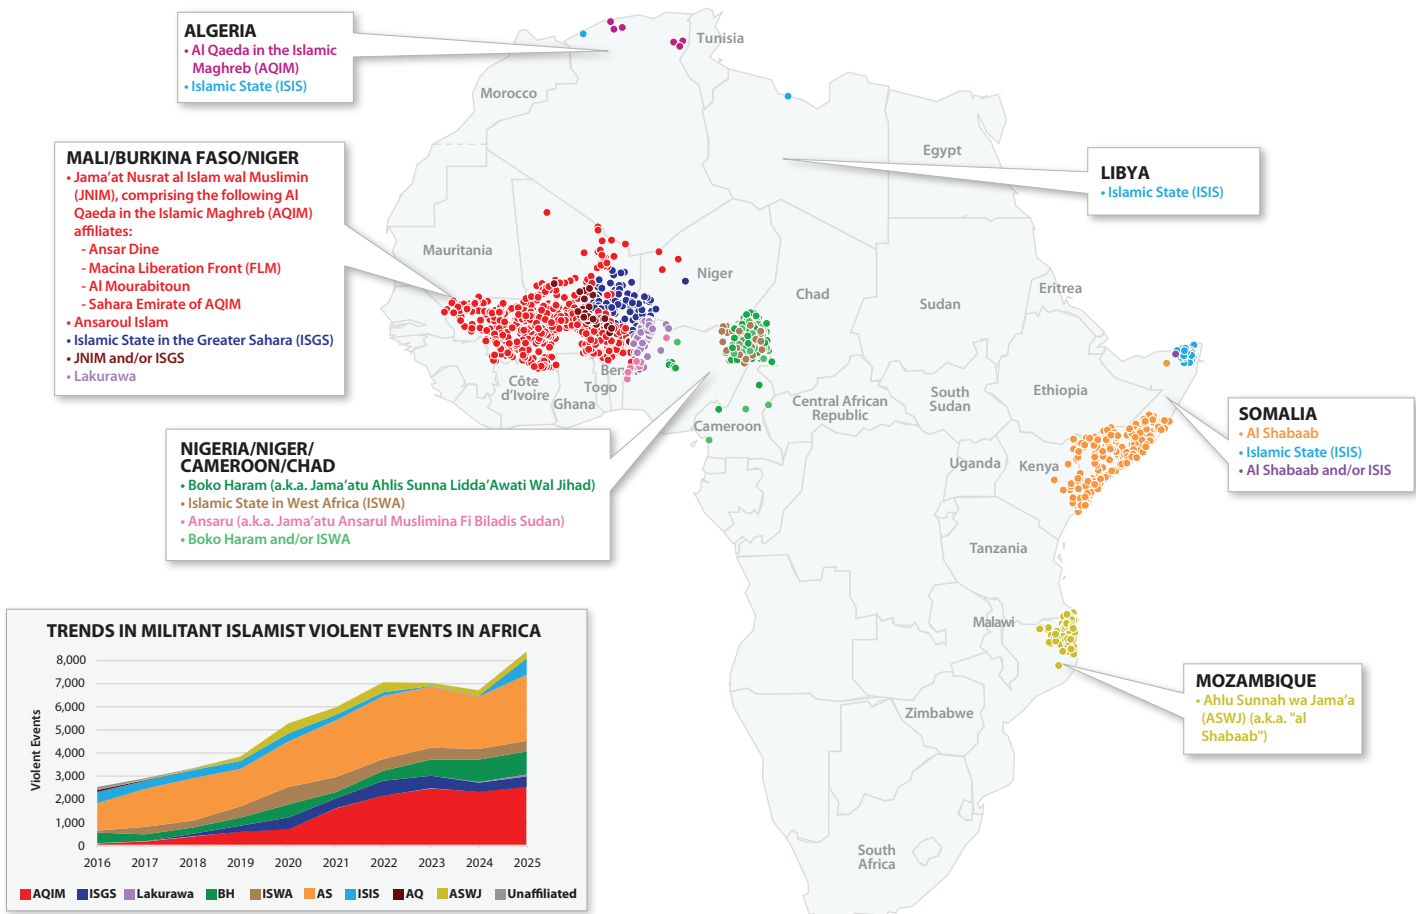 ALGERIA
• Al Qaeda in the Islamic
Maghreb (AQIM)
• Islamic State (ISIS)
Tunisia
Morocco
Egypt
LIBYA
• Islamic State (ISIS)
MALI/BURKINA FASO/NIGER
• Jama’at Nusrat al Islam wal Muslimin
(JNIM), comprising the following Al
Qaeda in the Islamic Maghreb (AQIM)
affiliates:
- Ansar Dine
- Macina Liberation Front (FLM)
- Al Mourabitoun
- Sahara Emirate of AQIM
• Ansaroul Islam
• Islamic State in the Greater Sahara (ISGS)
• JNIM and/or ISGS
• Lakurawa
Mauritania
Niger
Chad
Sudan
Eritrea
Côte
d’Ivoire
Ghana
Togo
Ben
Cameroon
Central African
Republic
South
Sudan
Ethiopia
Uganda
Kenya
SOMALIA
• Al Shabaab
• Islamic State (ISIS)
• Al Shabaab and/or ISIS
NIGERIA/NIGER/
CAMEROON/CHAD
• Boko Haram (a.k.a. Jama’atu Ahlis Sunna Lidda’Awati Wal Jihad)
• Islamic State in West Africa (ISWA)
• Ansaru (a.k.a. Jama’atu Ansarul Muslimina Fi Biladis Sudan)
• Boko Haram and/or ISWA
Tanzania
Malawi
Zimbabwe
South
Africa
MOZAMBIQUE
• Ahlu Sunnah wa Jama’a
(ASWJ) (a.k.a. "al
Shabaab")
TRENDS IN MILITANT ISLAMIST VIOLENT EVENTS IN AFRICA
Violent Events
8,000
7,000
6,000
5,000
4,000
3,000
2,000
1,000
0
2016 2017 2018 2019 2020 2021 2022 2023 2024 2025
AQIM ISGS Lakurawa BH ISWA AS ISIS AQ ASWJ Unaffiliated